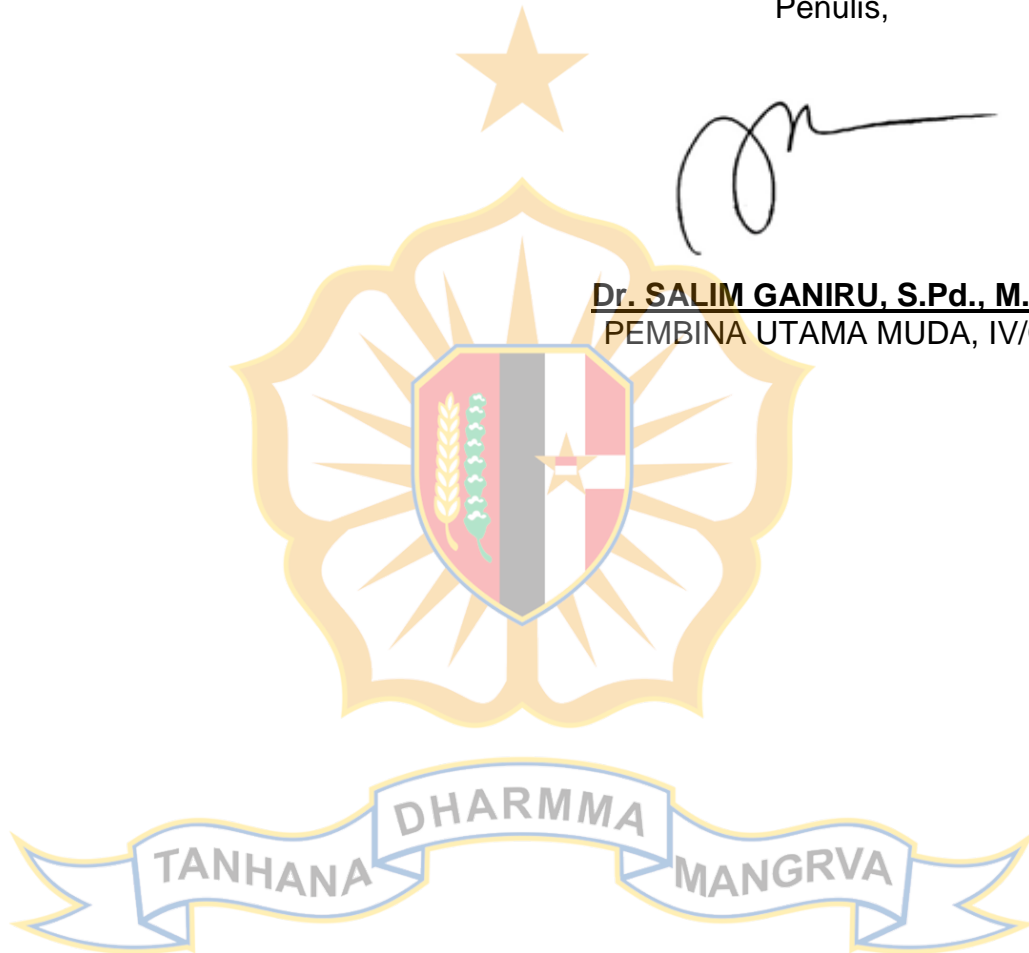 Penulis,
Dr. SALIM GANIRU, S.Pd., M.
PEMBINA UTAMA MUDA, IV/
TANHANA DHARMMA MANGRVA